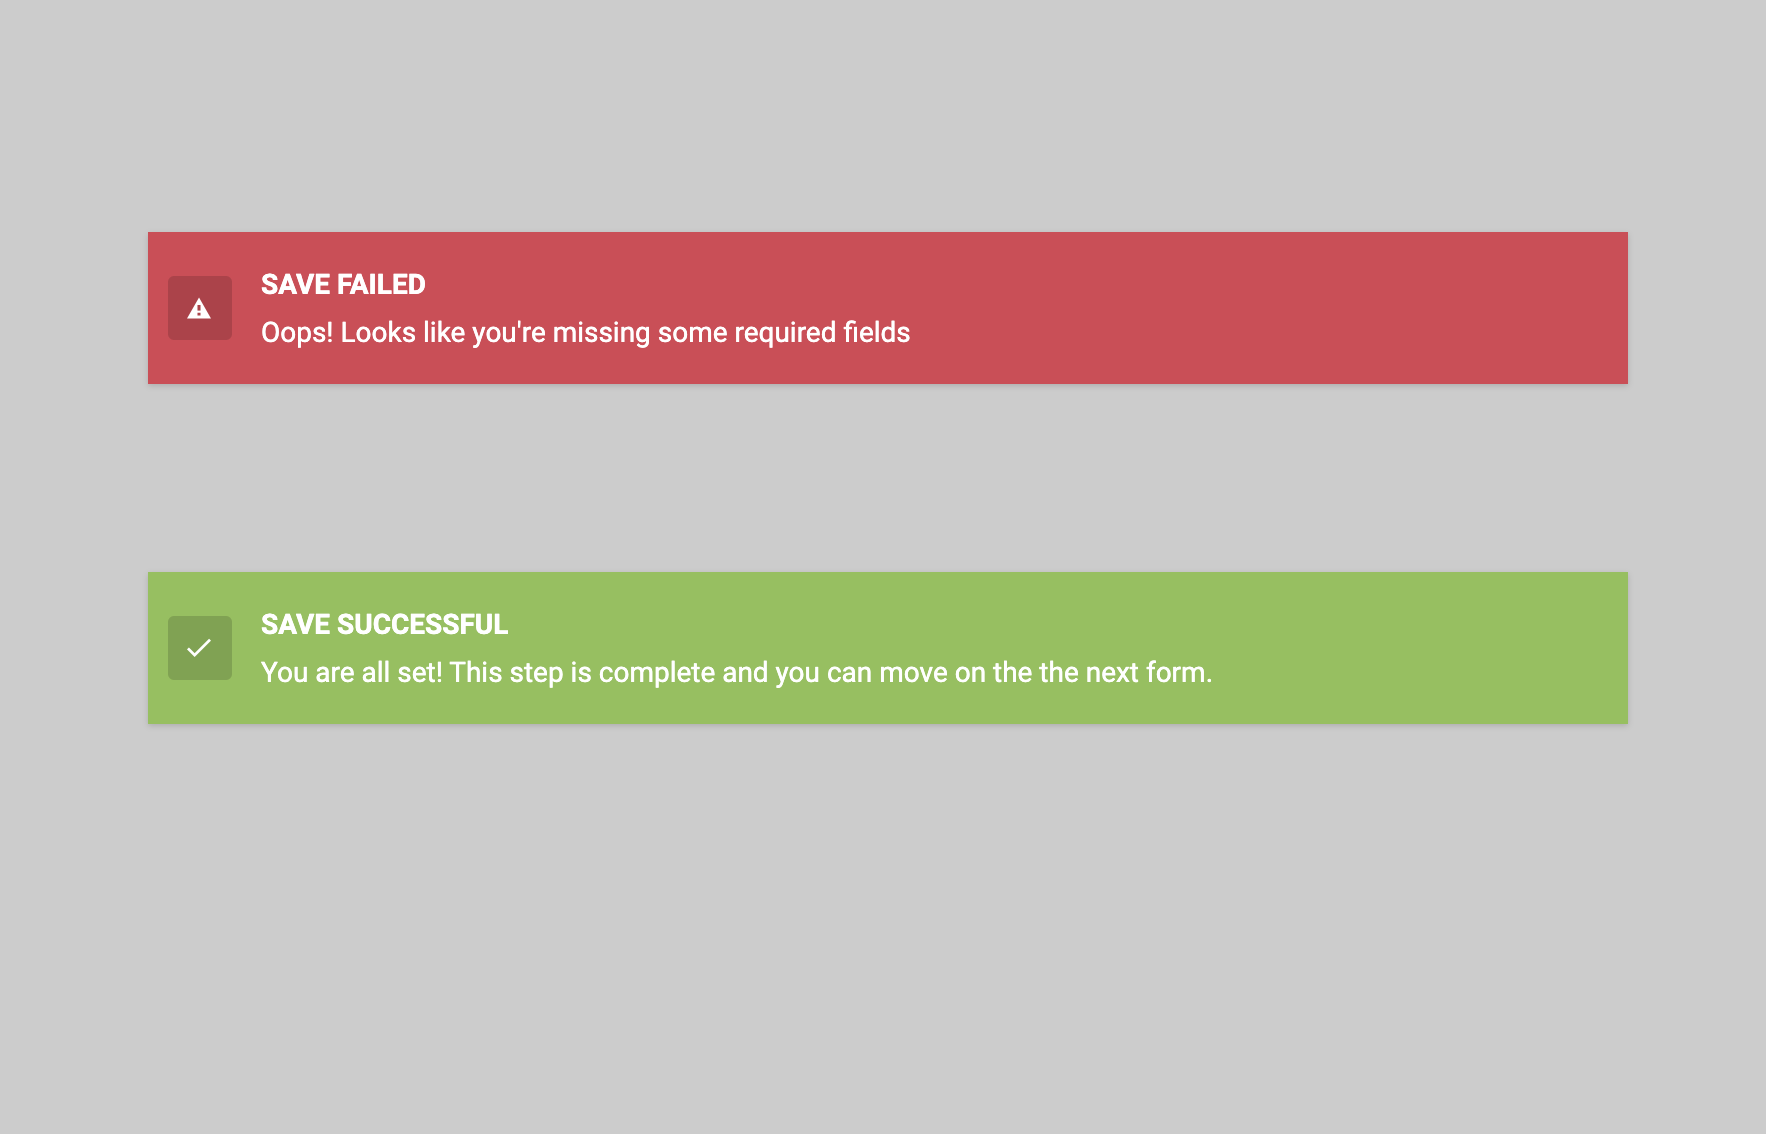 SAVE FAILED
Oops! Looks like you're missing some required fields
SAVE SUCCESSFUL
You are all set! This step is complete and you can move on the the next form.